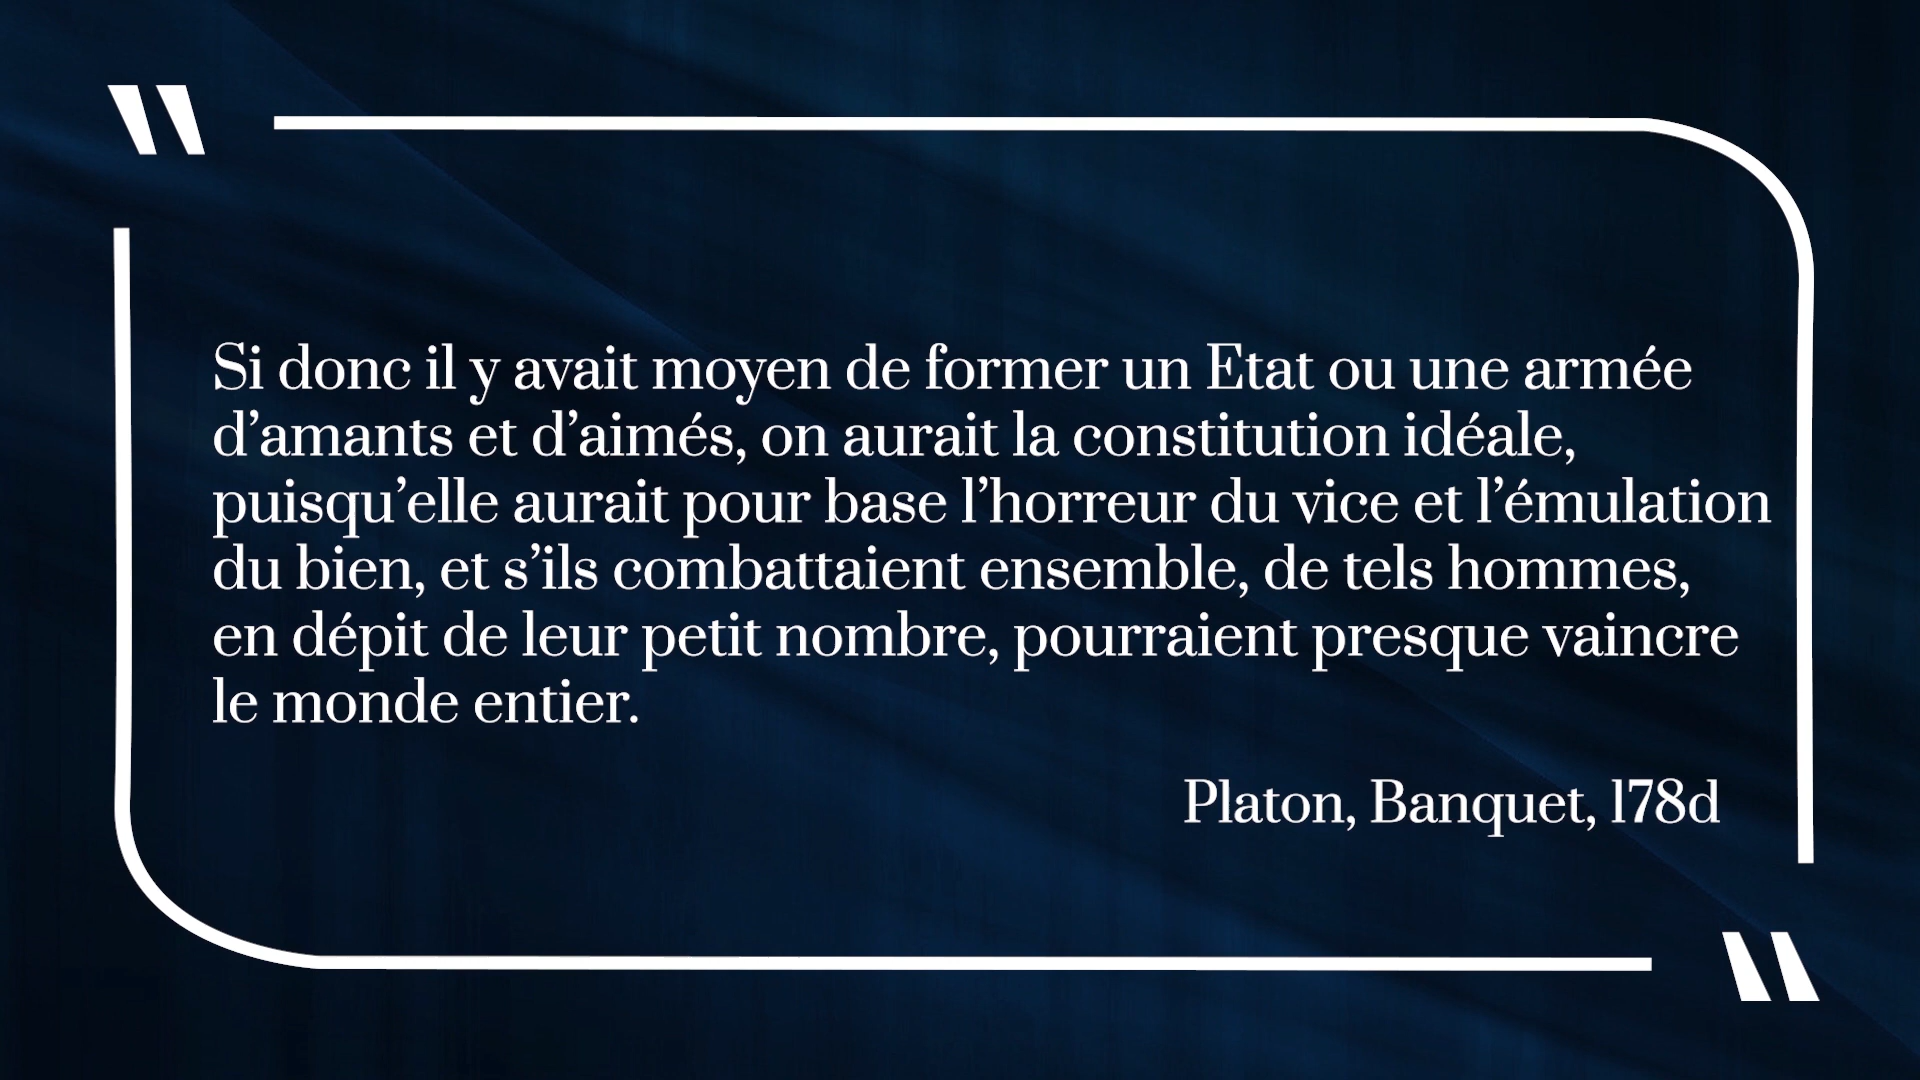 Si donc il y avait moyen de former un Etat ou une armée
d’amants et d’aimés, on aurait la constitution idéale,
puisqu’elle aurait pour base l’horreur du vice et l’émulation
du bien, et s’ils combattaient ensemble, de tels hommes,
en dépit de leur petit nombre, pourraient presque vaincre
le monde entier.
Platon, Banquet, 178d